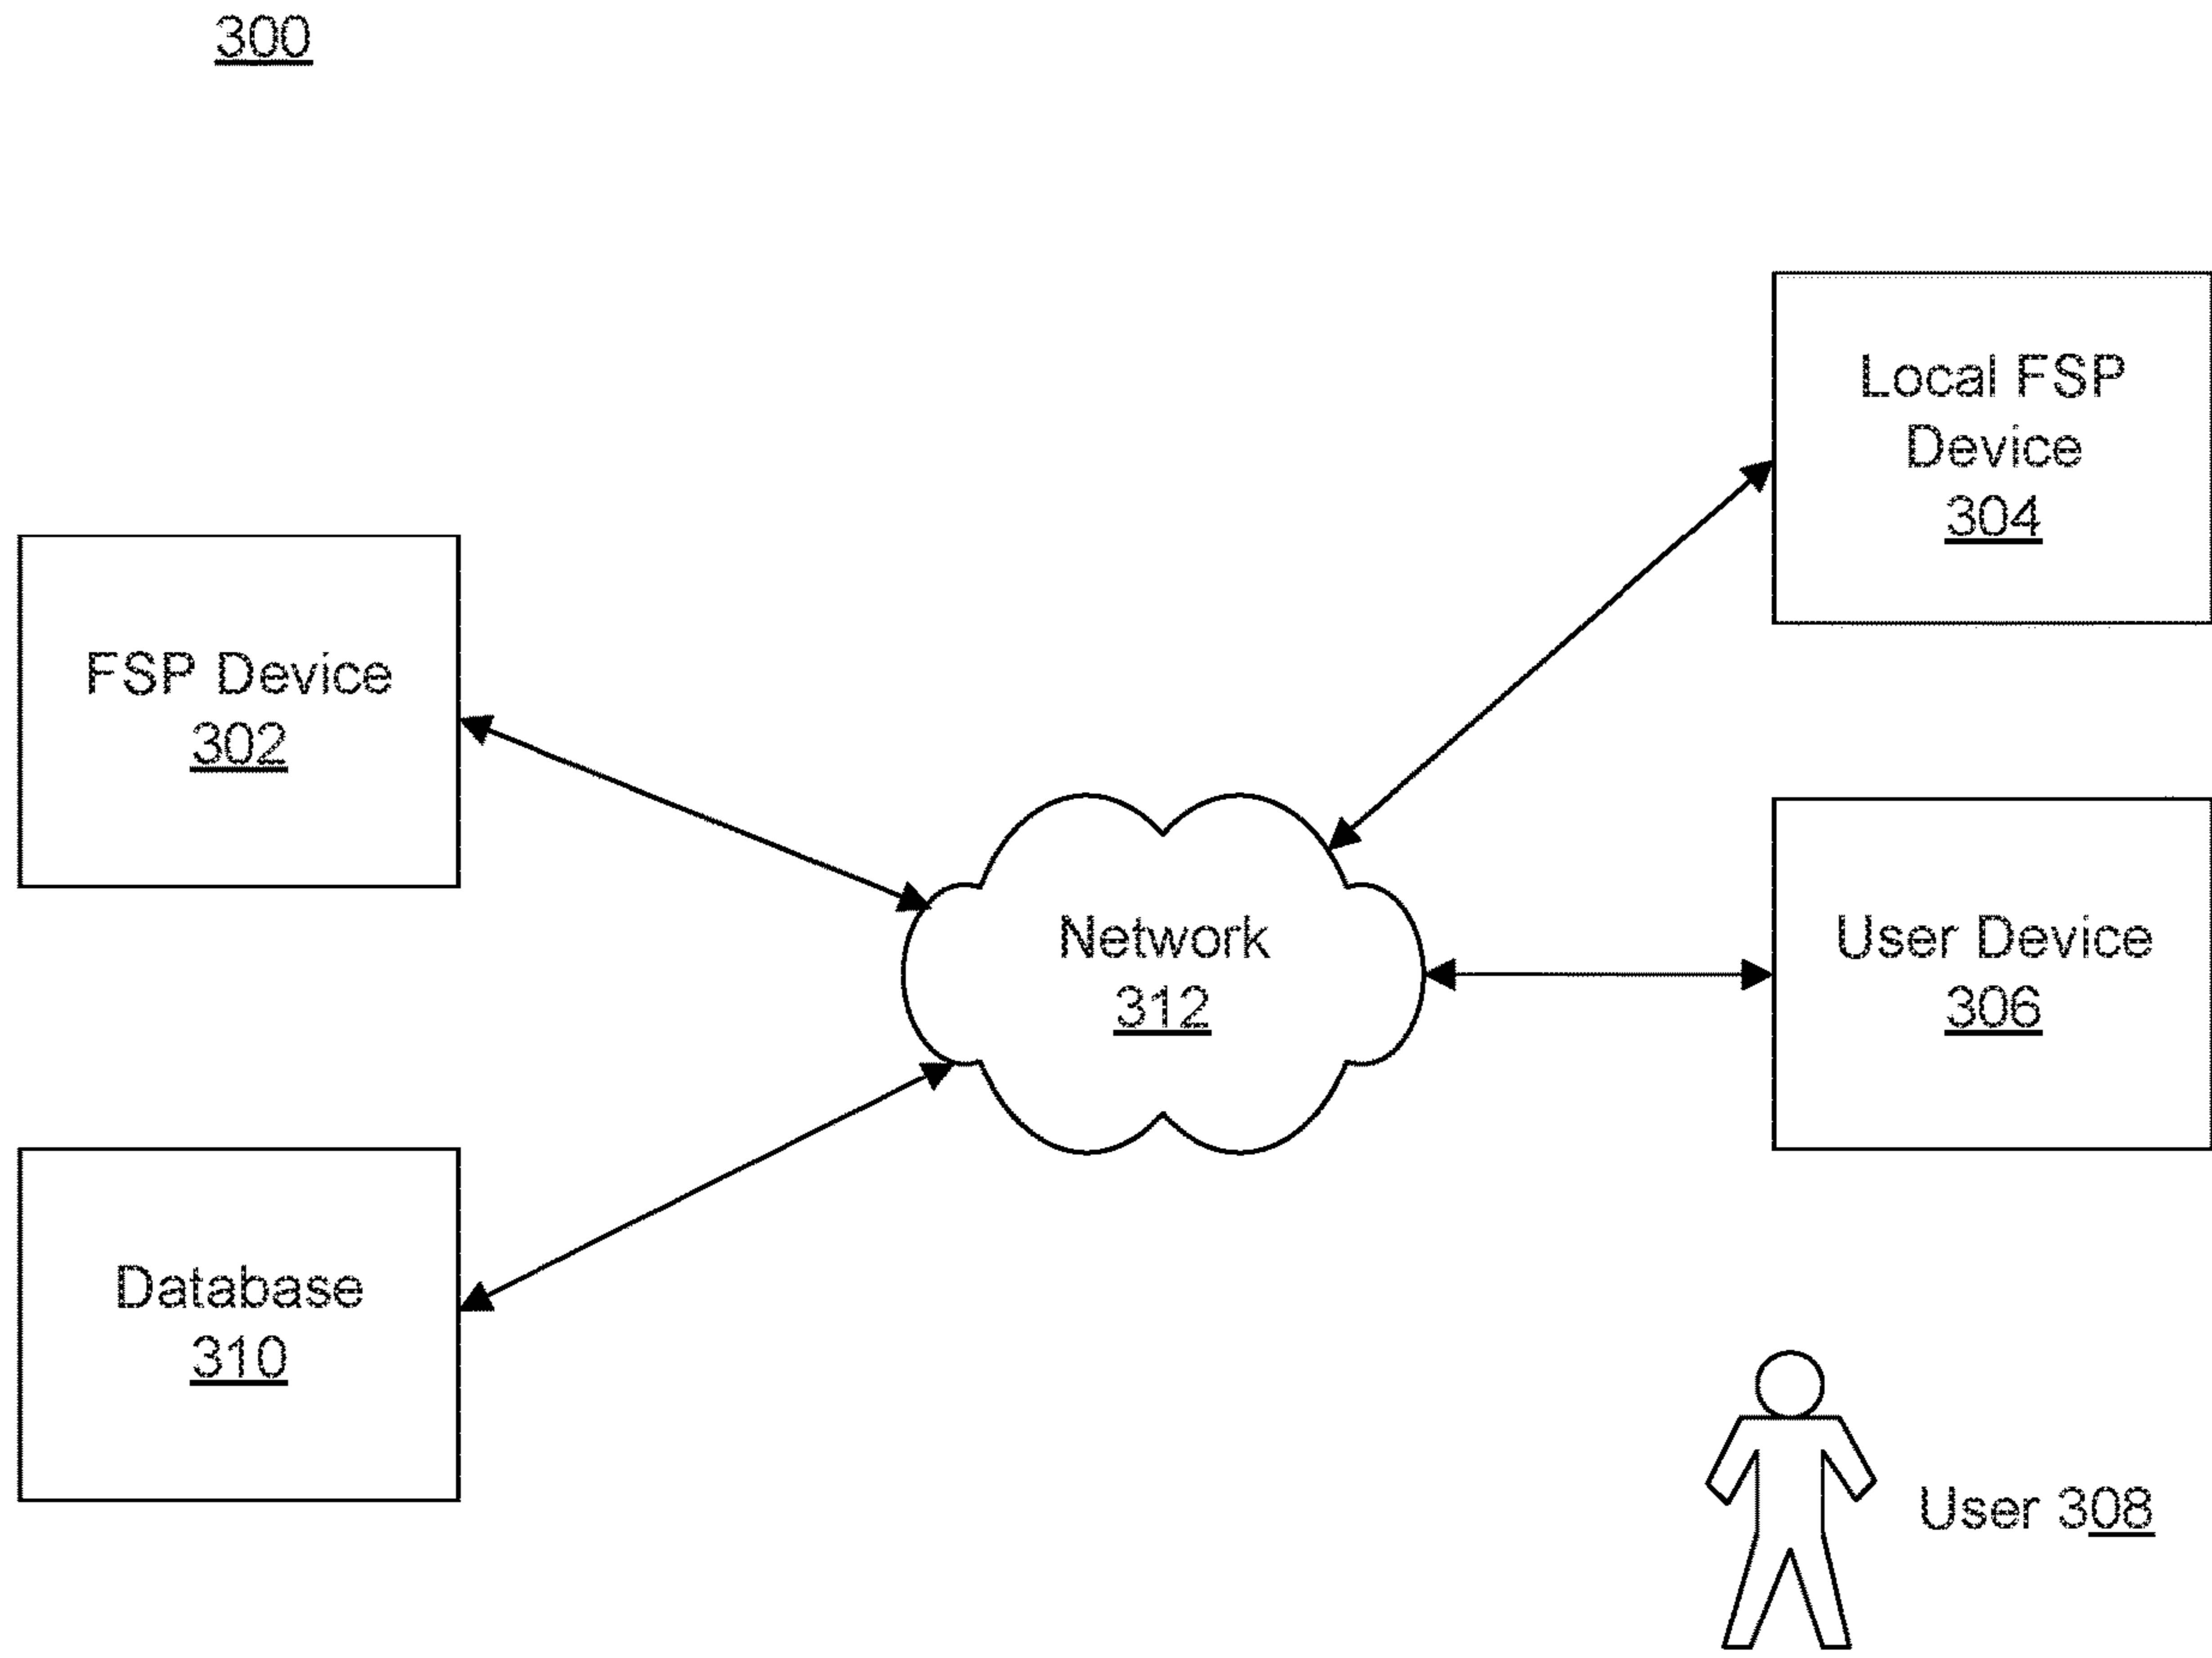 300
Local FSP
Device
304
FSP Device
302
Network
312
User Device
306
Database
310
User 308